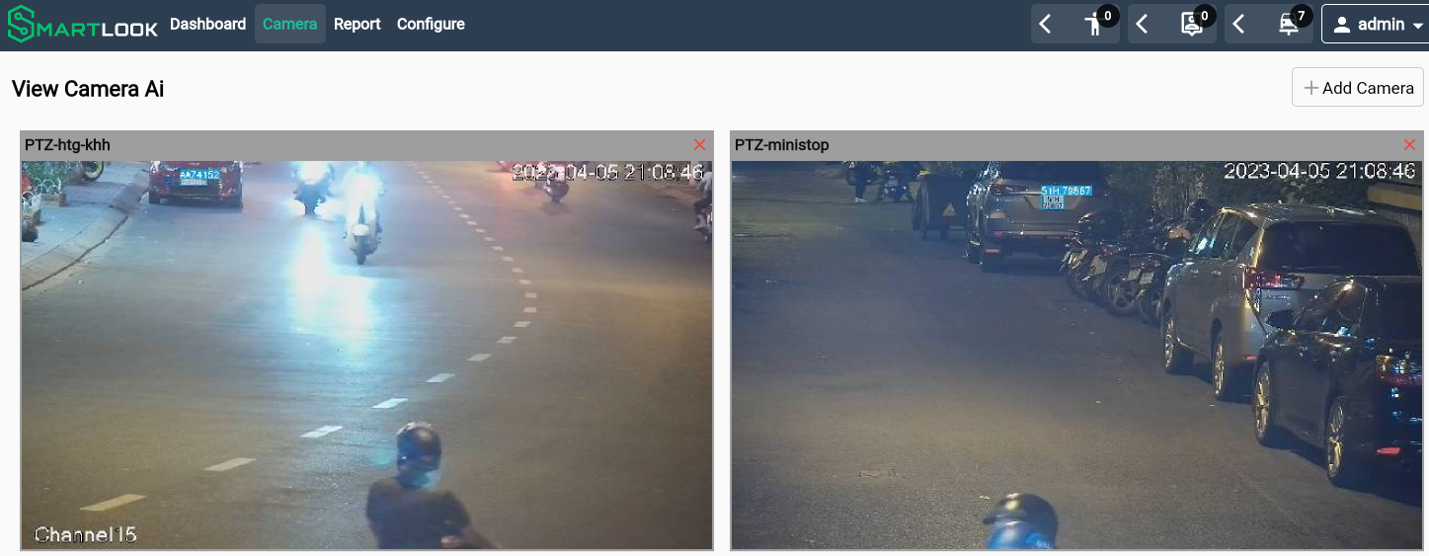 SMARTLOOK Dashboard Camera Report Configure 0 0 7 admin
View Camera Ai
+ Add Camera
PTZ-htg-khh
AA74152
2023-04-05 21:08:46
Channel15
PTZ-ministop
51H 79867
2023-04-05 21:08:46